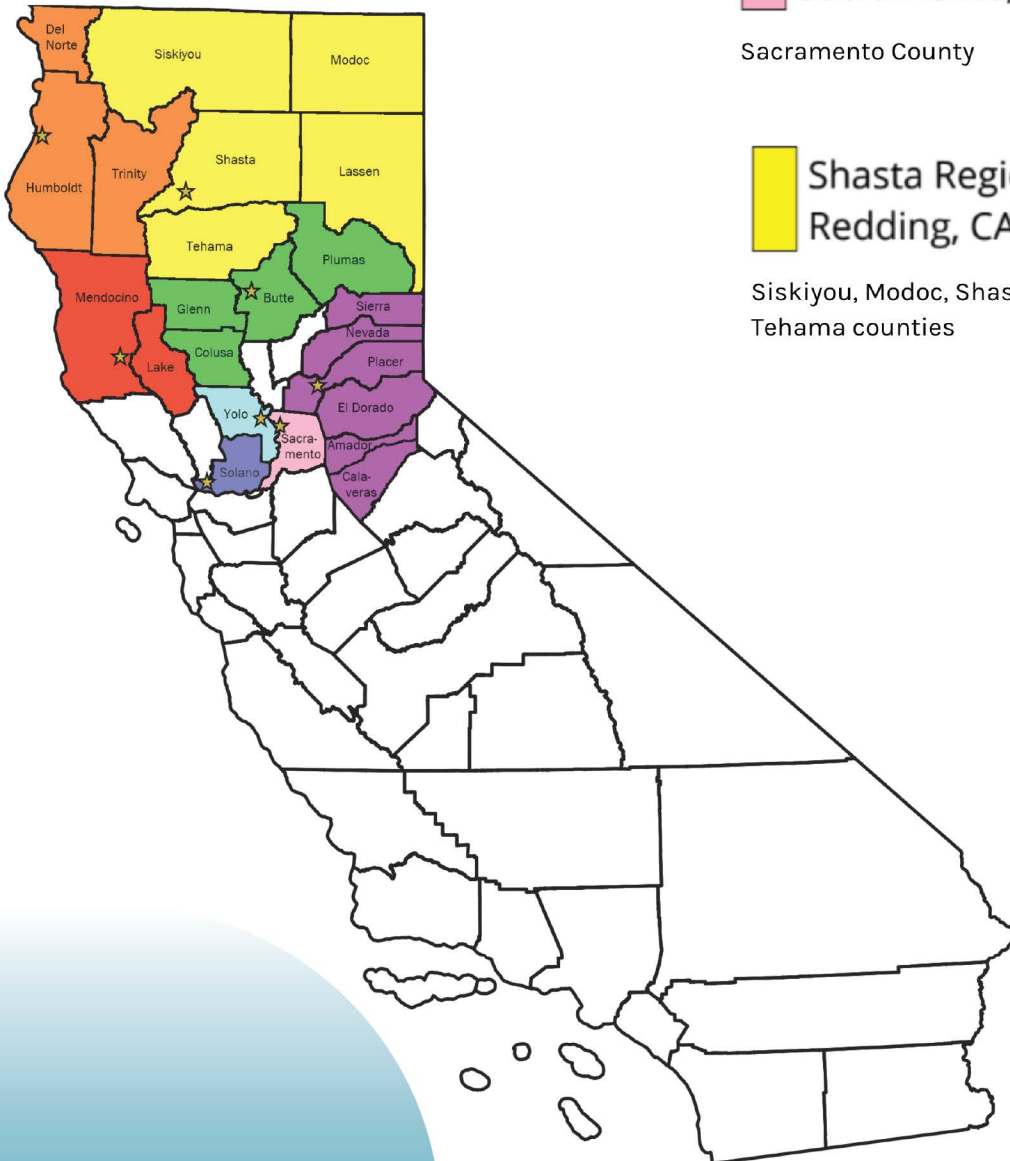 Sacramento County
Shasta Regi
Redding, CA
Siskiyou, Modoc, Shas
Tehama counties
Del
Norte
Siskiyou
Modoc
Humboldt
Trinity
Shasta
Lassen
Tehama
Plumas
Mendocino
Glenn
Butte
Sierra
Nevada
Colusa
Lake
Placer
Yolo
El Dorado
Sacra-
mento
Amador
Solano
Cala-
veras